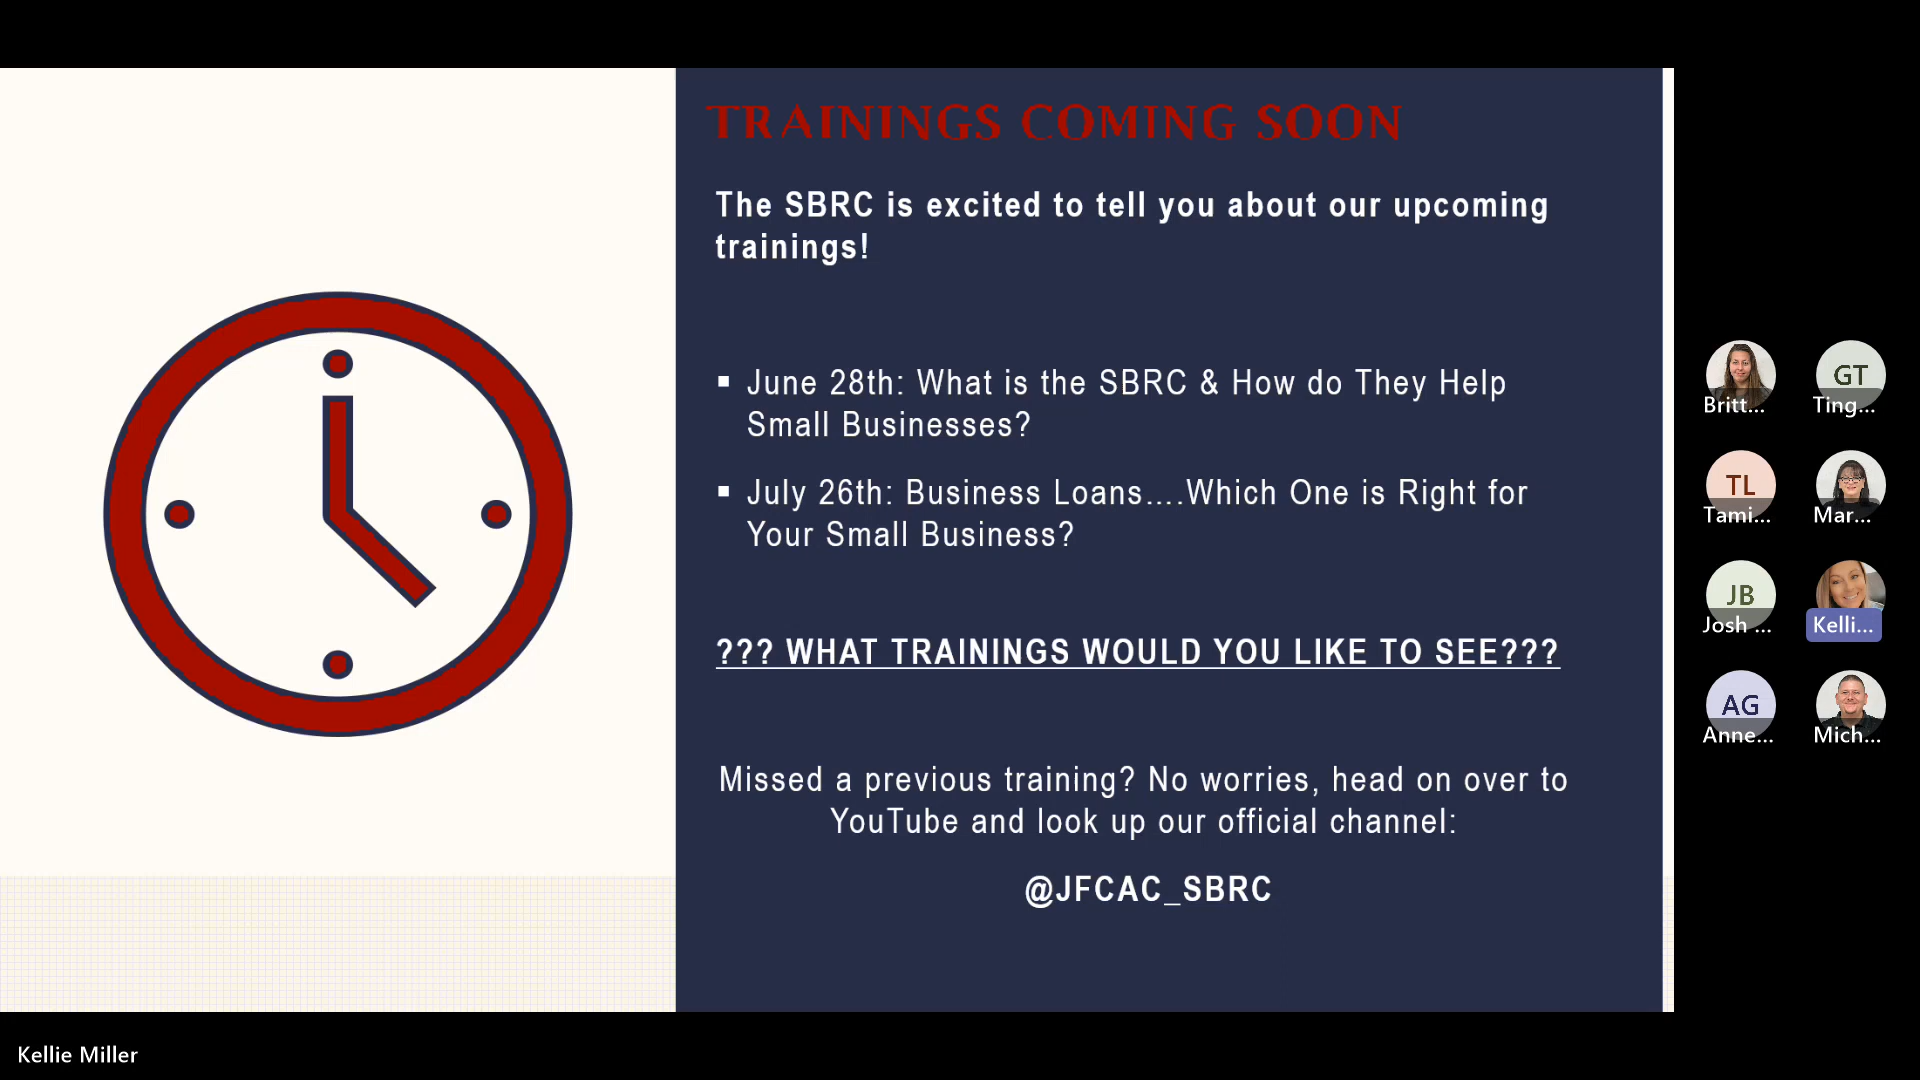 TRAININGS COMING SOON
The SBRC is excited to tell you about our upcoming
trainings!
▪ June 28th: What is the SBRC & How do They Help
Small Businesses?
▪ July 26th: Business Loans....Which One is Right for
Your Small Business?
??? WHAT TRAININGS WOULD YOU LIKE TO SEE???
Missed a previous training? No worries, head on over to
YouTube and look up our official channel:
@JFCAC_SBRC
Britt...
GT
Ting...
TL
Tami...
Mar...
JB
Josh ...
Kelli...
AG
Anne...
Mich...
Kellie Miller